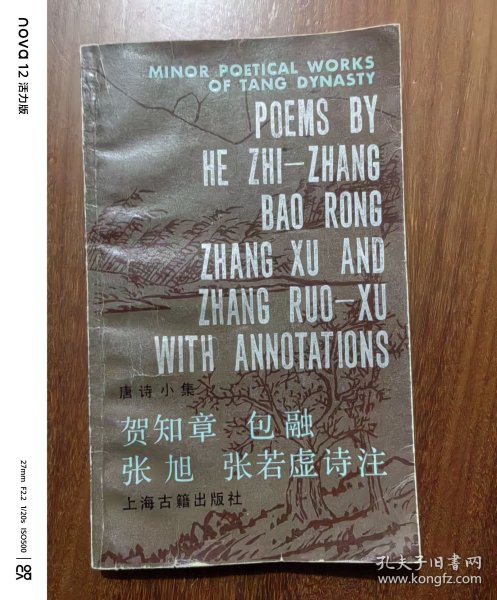 nova 12 活力版
27mm F2.2 1/20s ISO500
MINOR POETICAL WORKS
OF TANG DYNASTY
POEMS BY
HE ZHI-ZHANG
BAO RONG
ZHANG XU AND
ZHANG RUO-XU
WITH ANNOTATIONS
唐诗小集
贺知章 包融
张旭 张若虚诗注
上海古籍出版社
孔夫子旧书网
www.kongfz.com